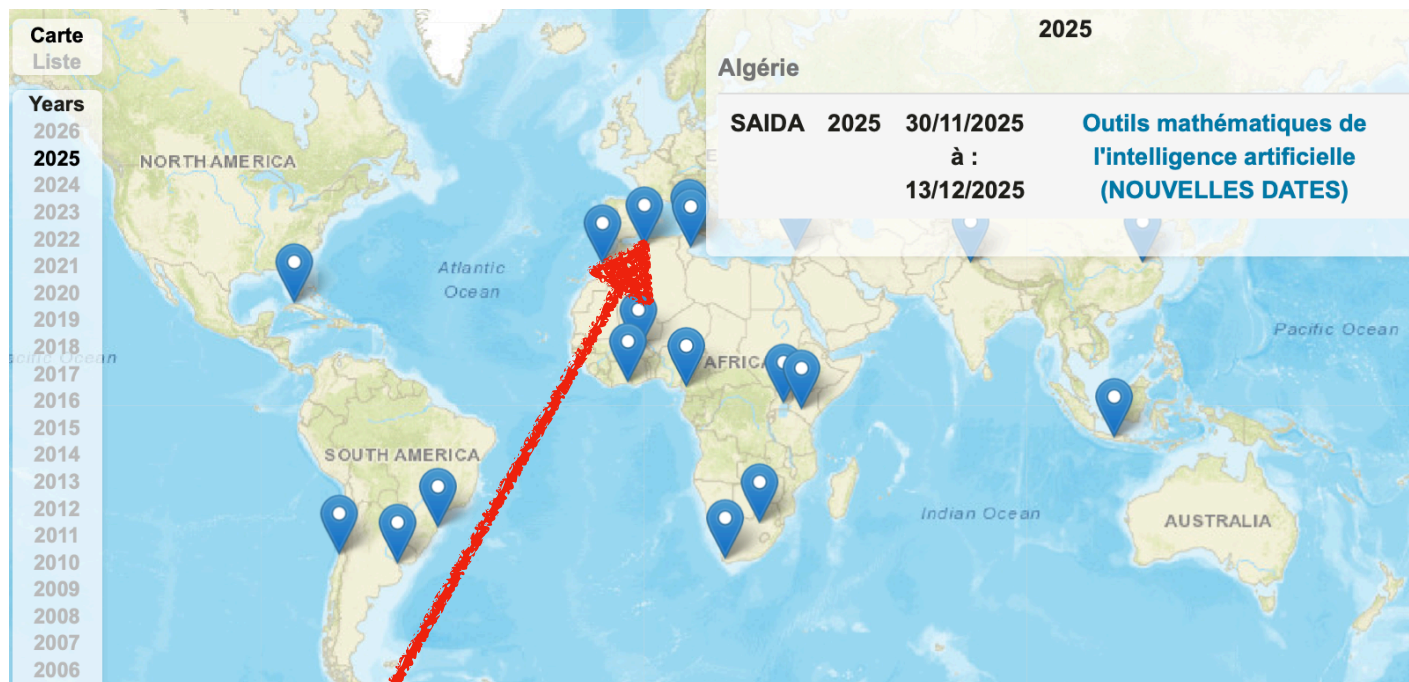 Carte
Liste
Years
2026
2025
2024
2023
2022
2021
2020
2019
2018
2017
2016
2015
2014
2013
2012
2011
2010
2009
2008
2007
2006
2025
Algérie
SAIDA 2025 30/11/2025 Outils mathématiques de
à : l'intelligence artificielle
13/12/2025 (NOUVELLES DATES)
NORTH AMERICA
Atlantic
Ocean
Pacific Ocean
Ocean
AFRICA
SOUTH AMERICA
Indian Ocean
AUSTRALIA